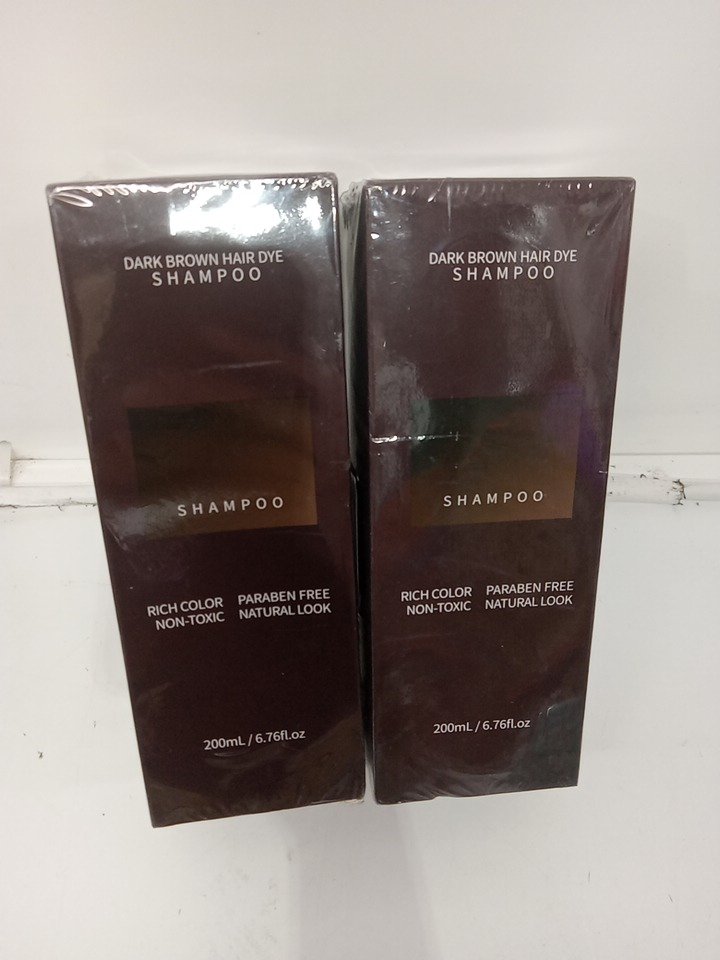 DARK BROWN HAIR DYE
SHAMPOO
SHAMPOO
RICH COLOR PARABEN FREE
NON-TOXIC NATURAL LOOK
200mL / 6.76fl.oz
DARK BROWN HAIR DYE
SHAMPOO
SHAMPOO
RICH COLOR PARABEN FREE
NON-TOXIC NATURAL LOOK
200mL / 6.76fl.oz